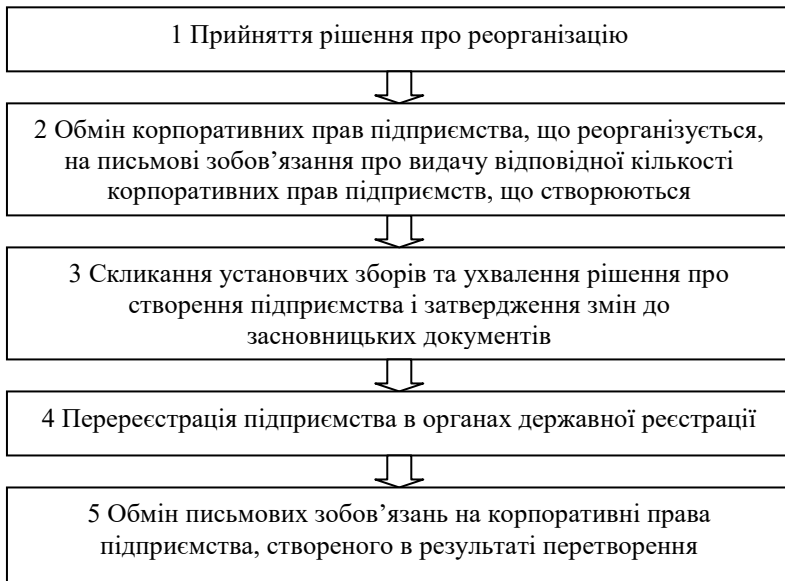 1 Прийняття рішення про реорганізацію
2 Обмін корпоративних прав підприємства, що реорганізується,
на письмові зобов’язання про видачу відповідної кількості
корпоративних прав підприємств, що створюються
3 Скликання установчих зборів та ухвалення рішення про
створення підприємства і затвердження змін до
засновницьких документів
4 Перереєстрація підприємства в органах державної реєстрації
5 Обмін письмових зобов’язань на корпоративні права
підприємства, створеного в результаті перетворення